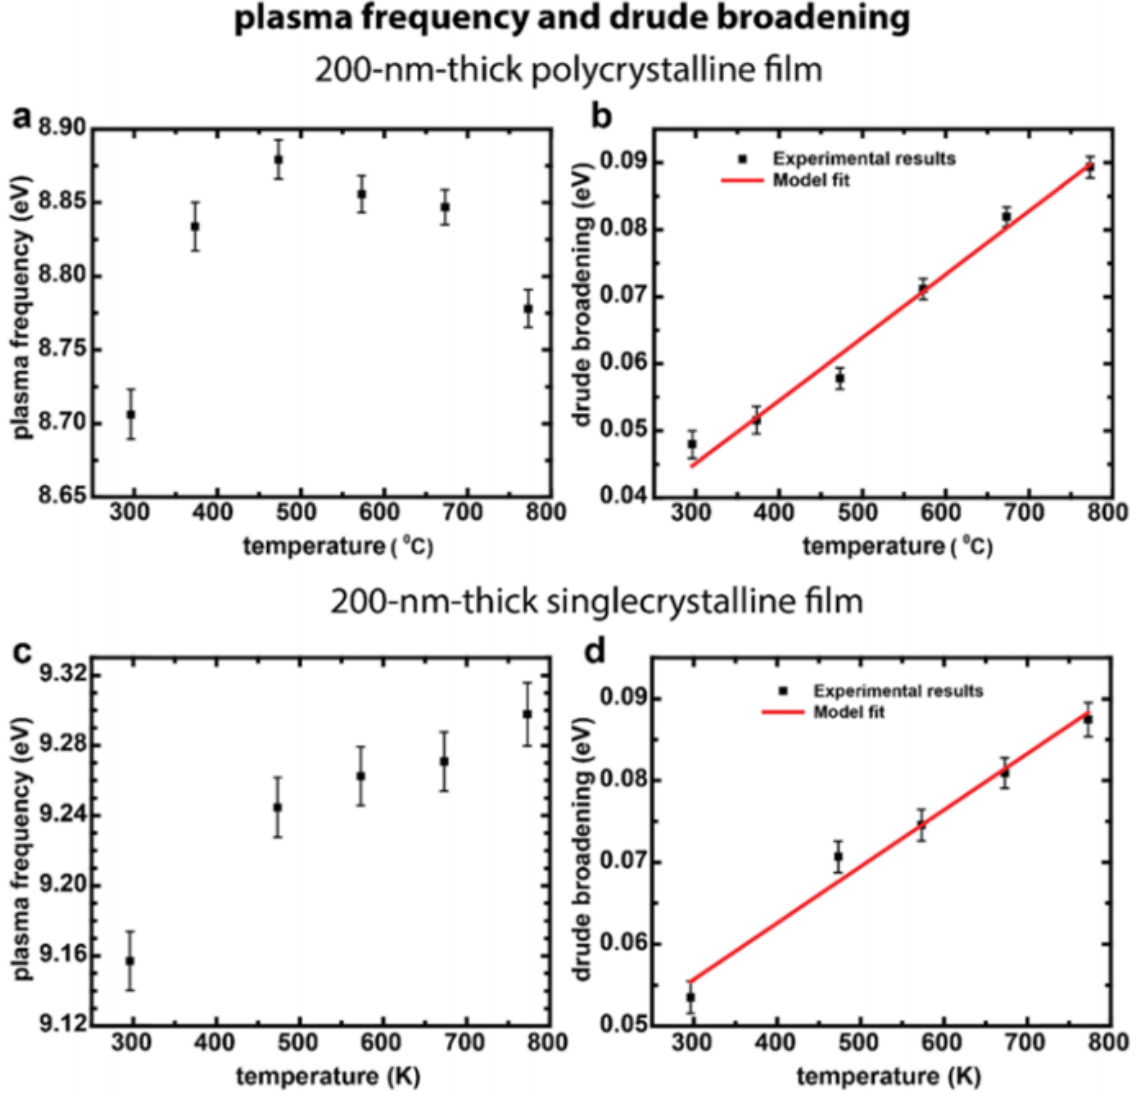 plasma frequency and drude broadening
200-nm-thick polycrystalline film
a
8.90
8.85
8.80
8.75
8.70
8.65
plasma frequency (eV)
300 400 500 600 700 800
temperature ( ⁰C)
b
0.09
0.08
0.07
0.06
0.05
0.04
drude broadening (eV)
Experimental results
Model fit
300 400 500 600 700 800
temperature ( ⁰C)
200-nm-thick singlecrystalline film
c
9.32
9.28
9.24
9.20
9.16
9.12
plasma frequency (eV)
300 400 500 600 700 800
temperature (K)
d
0.09
0.08
0.07
0.06
0.05
drude broadening (eV)
Experimental results
Model fit
300 400 500 600 700 800
temperature (K)